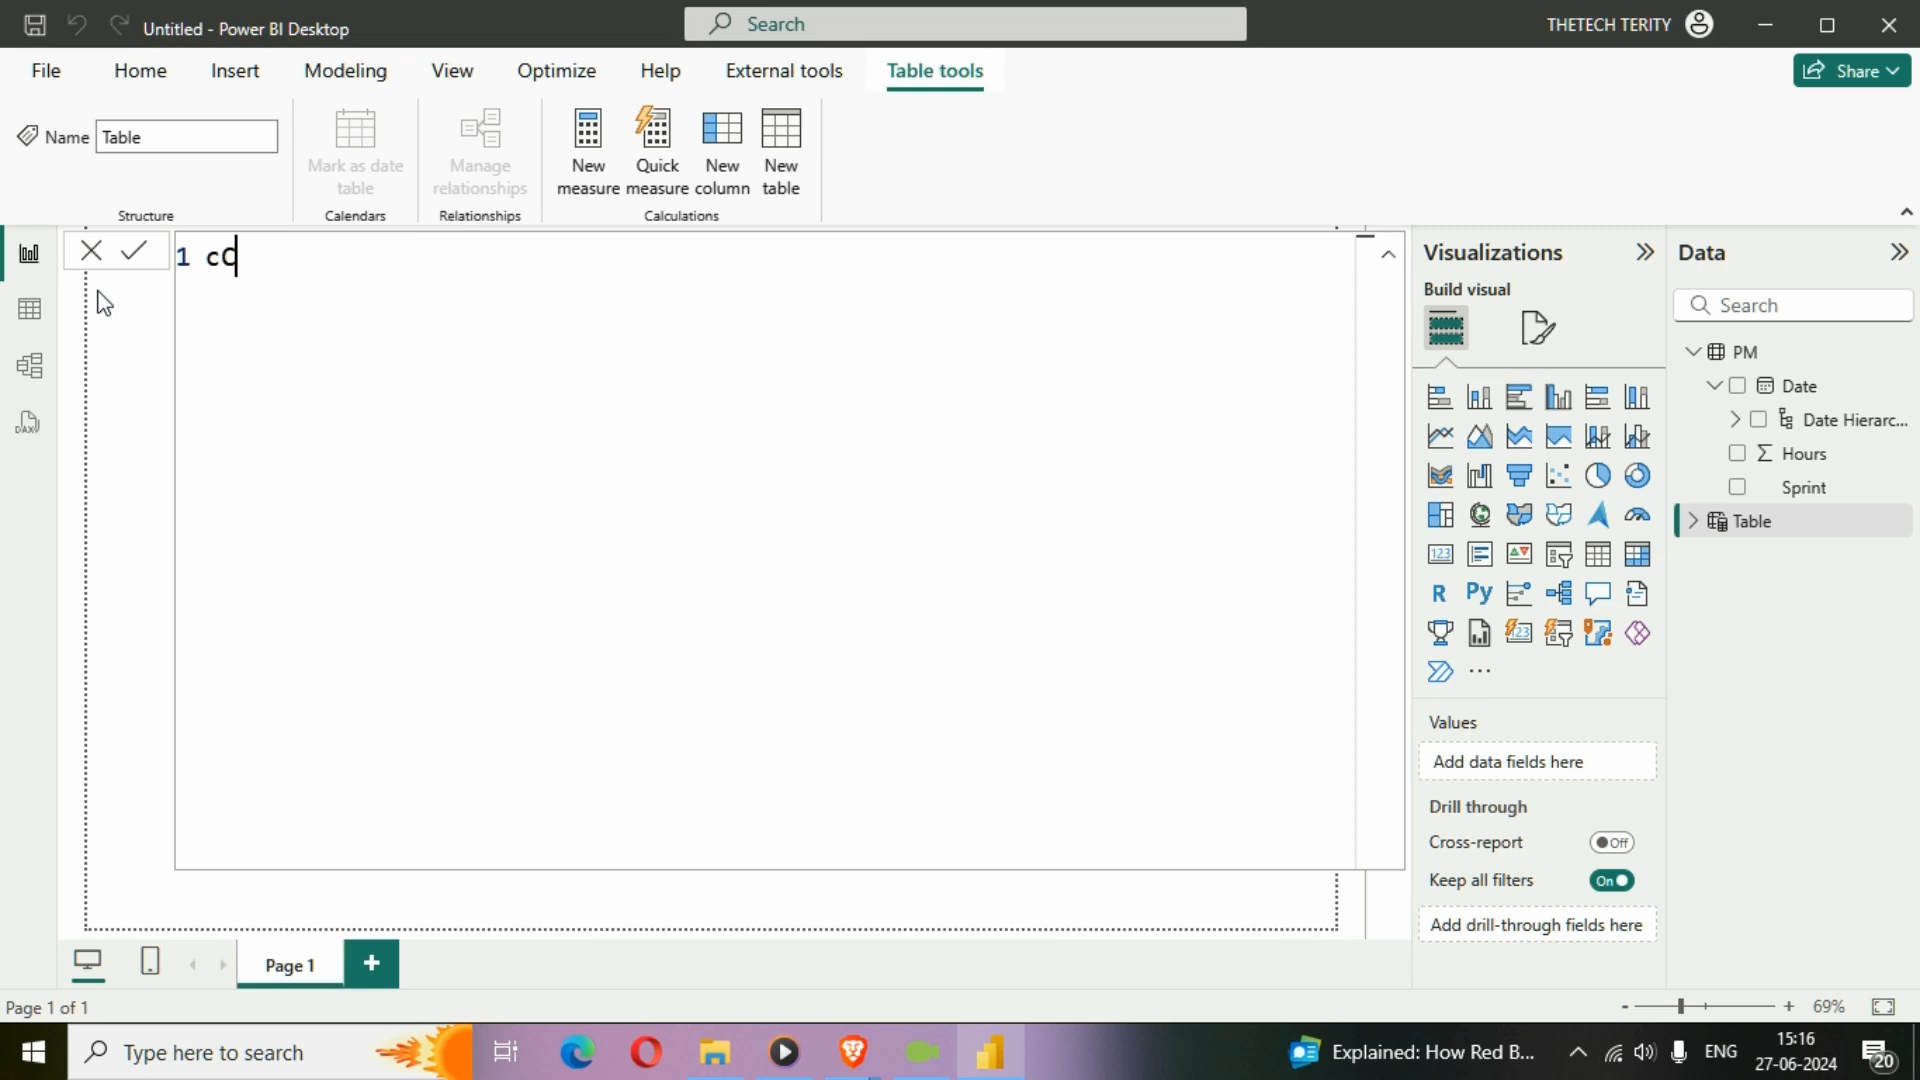 Untitled - Power BI Desktop
Search
THETECH TERITY
File
Home
Insert
Modeling
View
Optimize
Help
External tools
Table tools
Share
Name
Table
Mark as date
table
Manage
relationships
New
measure
Quick
measure
New
column
New
table
Structure
Calendars
Relationships
Calculations
1 cC
Visualizations
Build visual
R
Py
Values
Add data fields here
Drill through
Cross-report
Off
Keep all filters
On
Add drill-through fields here
Data
Search
PM
Date
Date Hierarc...
Hours
Sprint
Table
Page 1
Page 1 of 1
69%
Type here to search
Explained: How Red B...
ENG
15:16
27-06-2024
20